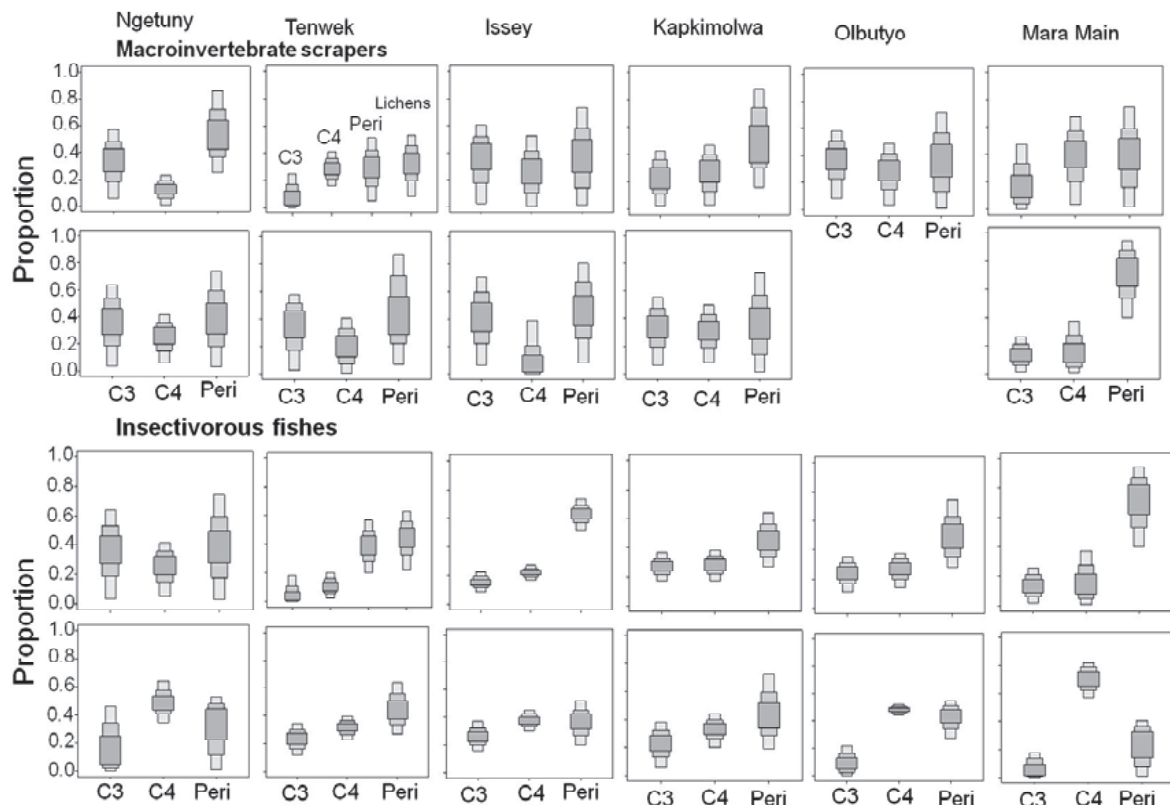 Ngetuny Tenwek Issey Kapkimolwa Olbutyo Mara Main
Macroinvertebrate scrapers
Proportion
1.0
0.8
0.6
0.4
0.2
0.0
C3 C4 Peri Lichens
C3 C4 Peri
1.0
0.8
0.6
0.4
0.2
0.0
C3 C4 Peri C3 C4 Peri C3 C4 Peri C3 C4 Peri C3 C4 Peri
Insectivorous fishes
Proportion
1.0
0.8
0.6
0.4
0.2
0.0
1.0
0.8
0.6
0.4
0.2
0.0
C3 C4 Peri C3 C4 Peri C3 C4 Peri C3 C4 Peri C3 C4 Peri C3 C4 Peri